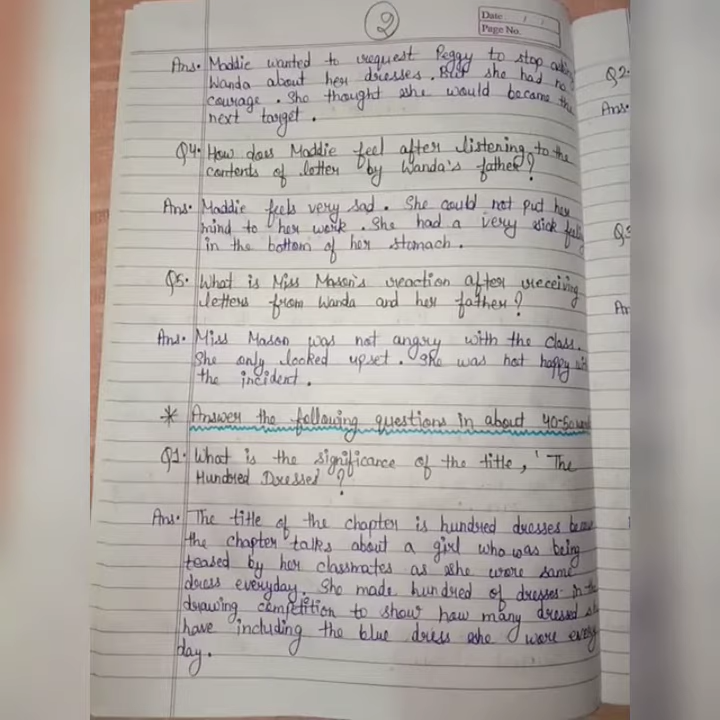 2
Date / /
Page No.
Ans. Maddie wanted to request Peggy to stop asking
Wanda about her dresses. But she had no
courage. She thought she would became the
next target.
Q4. How does Maddie feel after listening to the
contents of letter by Wanda's father?
Ans. Maddie feels very sad. She could not put her
mind to her work. She had a very sick feeling
in the bottom of her stomach.
Q5. What is Miss Mason's reaction after receiving
letters from Wanda and her father?
Ans. Miss Mason was not angry with the class.
She only looked upset. She was not happy with
the incident.
* Answer the following questions in about 40-50
Q1. What is the significance of the title, 'The
Hundred Dresses'?
Ans. The title of the chapter is hundred dresses
the chapter talks about a girl who was being
teased by her classmates as she wore same
dress everyday. She made hundred of dresses in the
drawing competition to show how many dressed
have including the blue dress she wore every
day.
Q2.
Ans.